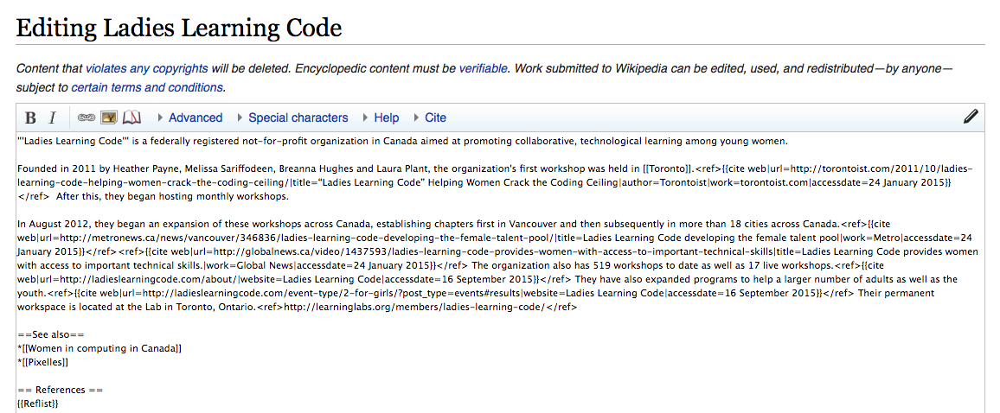 Editing Ladies Learning Code
Content that violates any copyrights will be deleted. Encyclopedic content must be verifiable. Work submitted to Wikipedia can be edited, used, and redistributed—by anyone—
subject to certain terms and conditions.
B I Advanced Special characters Help Cite
'''Ladies Learning Code''' is a federally registered not-for-profit organization in Canada aimed at promoting collaborative, technological learning among young women.
Founded in 2011 by Heather Payne, Melissa Sariffodeen, Breanna Hughes and Laura Plant, the organization's first workshop was held in [[Toronto]].<ref>{{cite web|url=http://torontoist.com/2011/10/ladies-
learning-code-helping-women-crack-the-coding-ceiling/|title="Ladies Learning Code" Helping Women Crack the Coding Ceiling|author=Torontoist|work=torontoist.com|accessdate=24 January 2015}}
</ref>  After this, they began hosting monthly workshops.
In August 2012, they began an expansion of these workshops across Canada, establishing chapters first in Vancouver and then subsequently in more than 18 cities across Canada.<ref>{{cite
web|url=http://metronews.ca/news/vancouver/346836/ladies-learning-code-developing-the-female-talent-pool/|title=Ladies Learning Code developing the female talent pool|work=Metro|accessdate=24
January 2015}}</ref><ref>{{cite web|url=http://globalnews.ca/video/1437593/ladies-learning-code-provides-women-with-access-to-important-technical-skills|title=Ladies Learning Code provides women
with access to important technical skills.|work=Global News|accessdate=24 January 2015}}</ref> The organization also has 519 workshops to date as well as 17 live workshops.<ref>{{cite
web|url=http://ladieslearningcode.com/about/|website=Ladies Learning Code|accessdate=16 September 2015}}</ref> They have also expanded programs to help a larger number of adults as well as the
youth.<ref>{{cite web|url=http://ladieslearningcode.com/event-type/2-for-girls/?post_type=events#results|website=Ladies Learning Code|accessdate=16 September 2015}}</ref> Their permanent
workspace is located at the Lab in Toronto, Ontario.<ref>http://learninglabs.org/members/ladies-learning-code/</ref>
==See also==
*[[Women in computing in Canada]]
*[[Pixelles]]
== References ==
{{Reflist}}